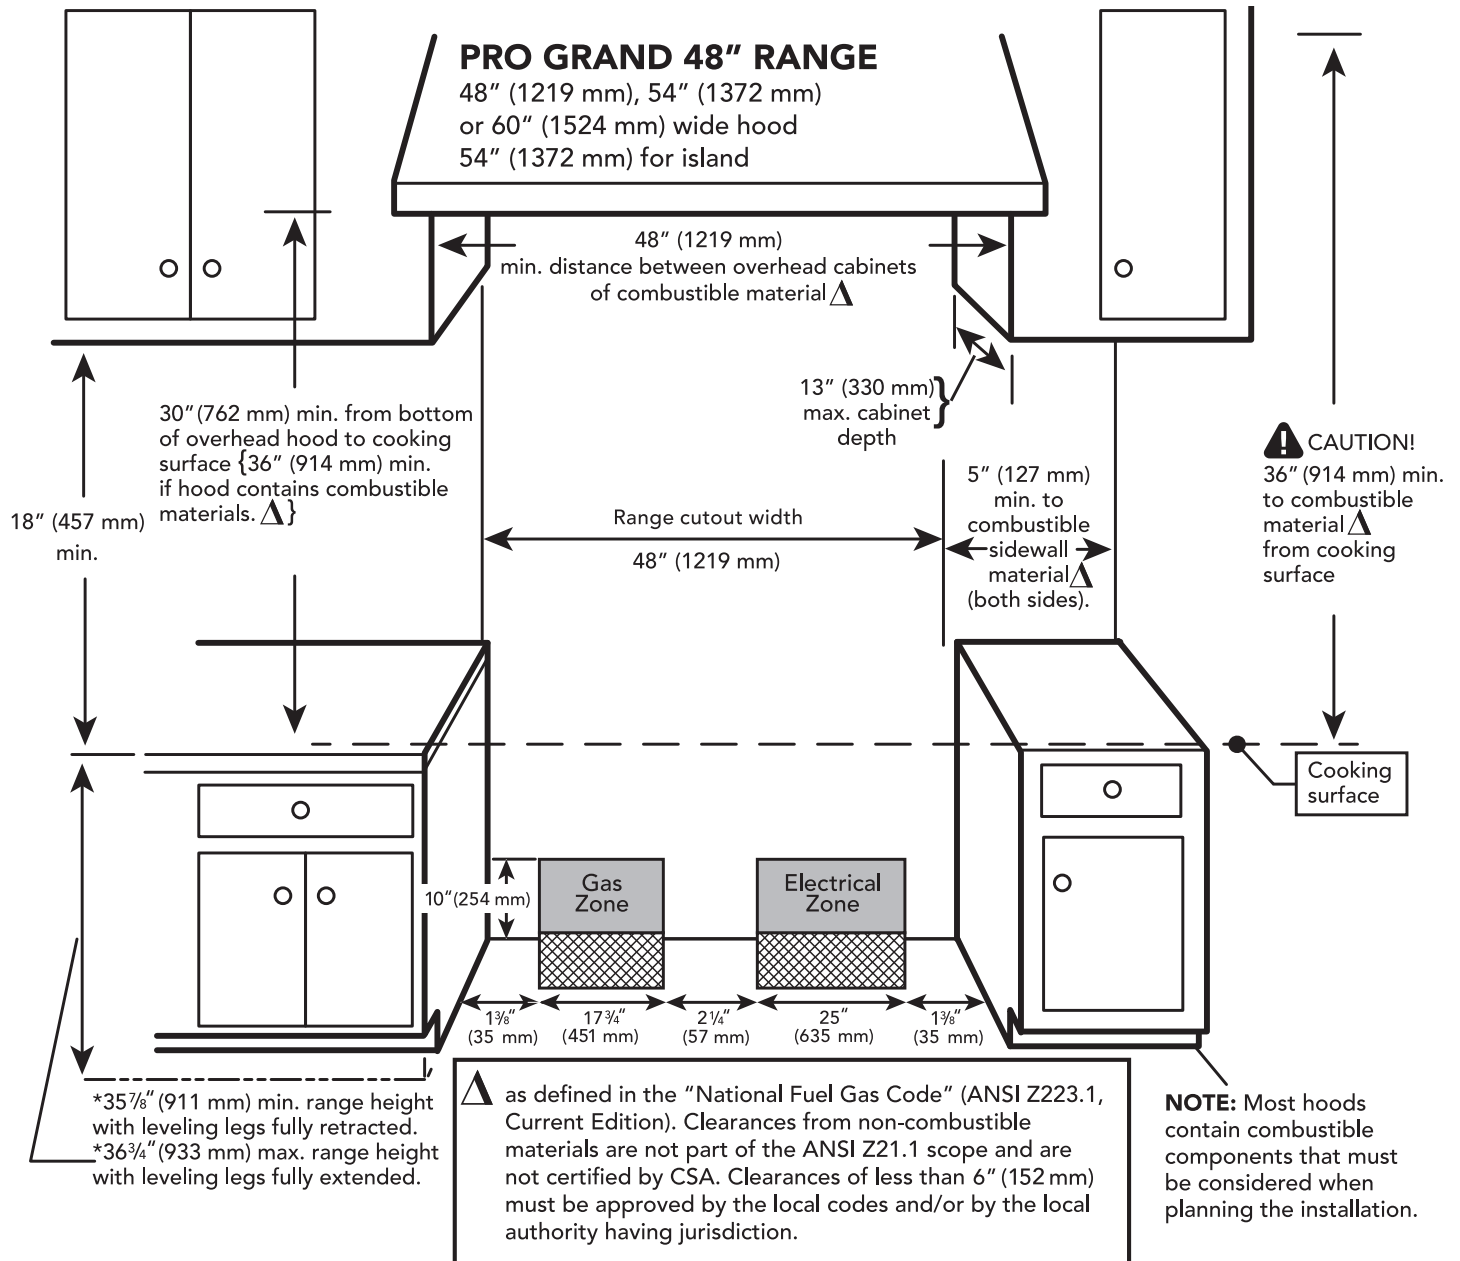 PRO GRAND 48” RANGE
48” (1219 mm), 54” (1372 mm)
or 60“ (1524 mm) wide hood
54” (1372 mm) for island
48” (1219 mm)
min. distance between overhead cabinets
of combustible material Δ
13” (330 mm)
max. cabinet
depth
}
30”(762 mm) min. from bottom
of overhead hood to cooking
surface {36” (914 mm) min.
if hood contains combustible
materials. Δ}
18” (457 mm)
min.
Range cutout width
48” (1219 mm)
5” (127 mm)
min. to
combustible
sidewall
material Δ
(both sides).
! CAUTION!
36” (914 mm) min.
to combustible
material Δ
from cooking
surface
Cooking
surface
10“(254 mm)
Gas
Zone
Electrical
Zone
1⅜“
(35 mm)
17¾“
(451 mm)
2¼“
(57 mm)
25“
(635 mm)
1⅜“
(35 mm)
*35⅞“ (911 mm) min. range height
with leveling legs fully retracted.
*36¾“ (933 mm) max. range height
with leveling legs fully extended.
Δ as defined in the “National Fuel Gas Code” (ANSI Z223.1,
Current Edition). Clearances from non-combustible
materials are not part of the ANSI Z21.1 scope and are
not certified by CSA. Clearances of less than 6” (152 mm)
must be approved by the local codes and/or by the local
authority having jurisdiction.
NOTE: Most hoods
contain combustible
components that must
be considered when
planning the installation.